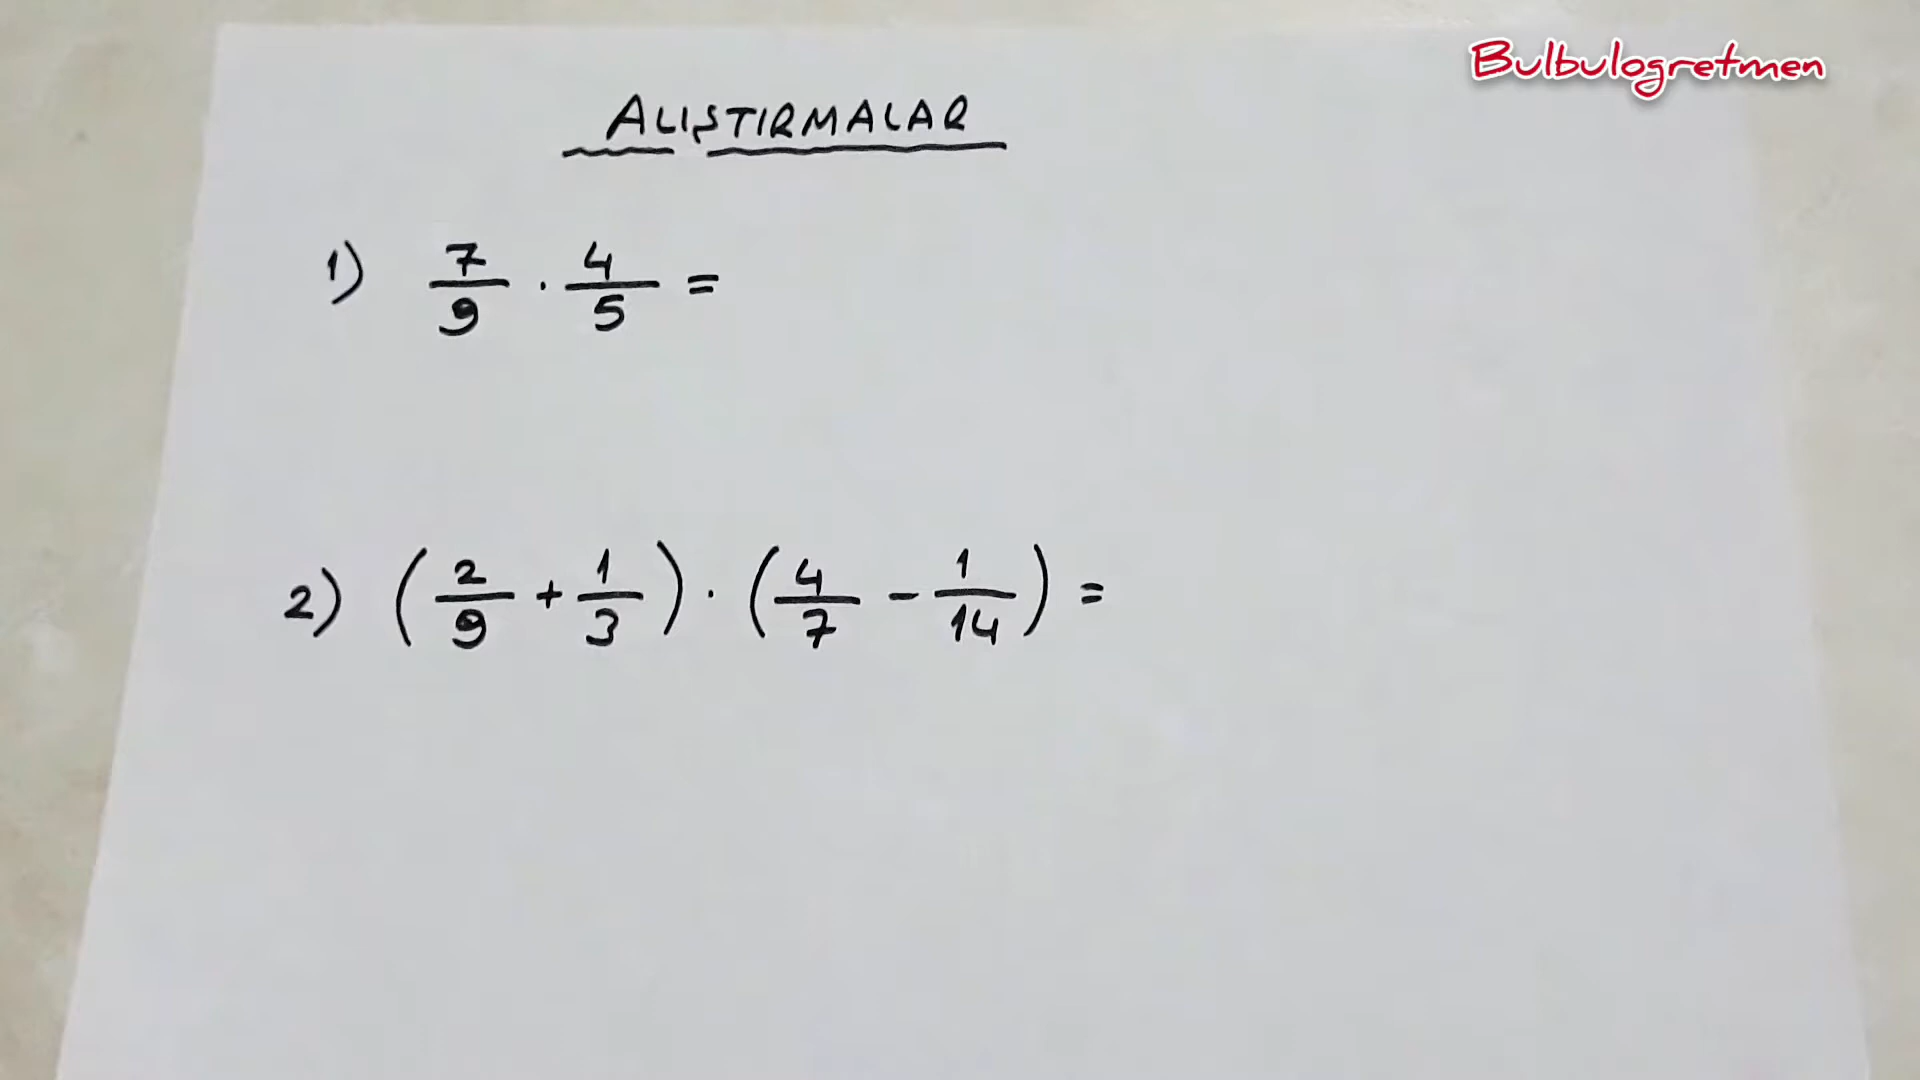 Bulbulogretmen
ALIŞTIRMALAR
1) 7/9 · 4/5 =
2) (2/9 + 1/3) · (4/7 - 1/14) =